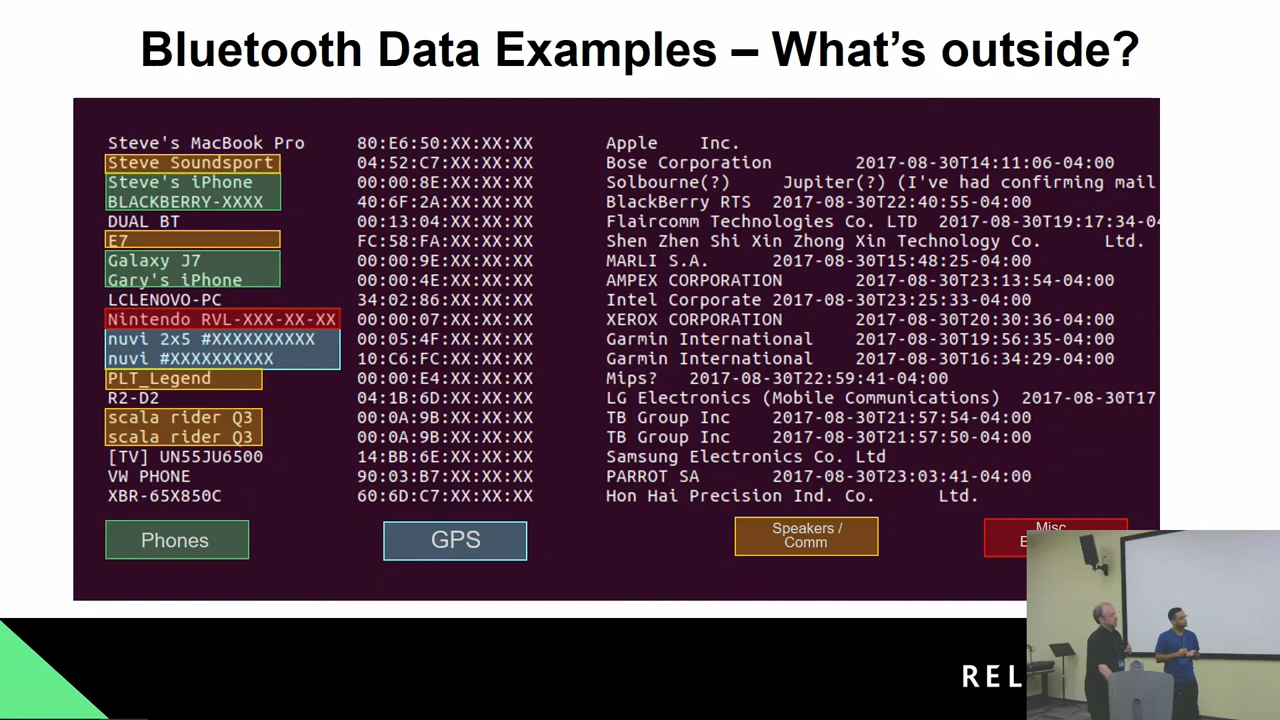 Bluetooth Data Examples – What's outside?
Steve's MacBook Pro 80:E6:50:XX:XX:XX Apple Inc.
Steve Soundsport 04:52:C7:XX:XX:XX Bose Corporation 2017-08-30T14:11:06-04:00
Steve's iPhone 00:00:8E:XX:XX:XX Solbourne(?) Jupiter(?) (I've had confirming mail
BLACKBERRY-XXXX 40:6F:2A:XX:XX:XX BlackBerry RTS 2017-08-30T22:40:55-04:00
DUAL BT 00:13:04:XX:XX:XX Flaircomm Technologies Co. LTD 2017-08-30T19:17:34-04
E7 FC:58:FA:XX:XX:XX Shen Zhen Shi Xin Zhong Xin Technology Co. Ltd.
Galaxy J7 00:00:9E:XX:XX:XX MARLI S.A. 2017-08-30T15:48:25-04:00
Gary's iPhone 00:00:4E:XX:XX:XX AMPEX CORPORATION 2017-08-30T23:13:54-04:00
LCLENOVO-PC 34:02:86:XX:XX:XX Intel Corporate 2017-08-30T23:25:33-04:00
Nintendo RVL-XXX-XX-XX 00:00:07:XX:XX:XX XEROX CORPORATION 2017-08-30T20:30:36-04:00
nuvi 2x5 #XXXXXXXXXX 00:05:4F:XX:XX:XX Garmin International 2017-08-30T19:56:35-04:00
nuvi #XXXXXXXXXX 10:C6:FC:XX:XX:XX Garmin International 2017-08-30T16:34:29-04:00
PLT_Legend 00:00:E4:XX:XX:XX Mips? 2017-08-30T22:59:41-04:00
R2-D2 04:1B:6D:XX:XX:XX LG Electronics (Mobile Communications) 2017-08-30T17
scala rider Q3 00:0A:9B:XX:XX:XX TB Group Inc 2017-08-30T21:57:54-04:00
scala rider Q3 00:0A:9B:XX:XX:XX TB Group Inc 2017-08-30T21:57:50-04:00
[TV] UN55JU6500 14:BB:6E:XX:XX:XX Samsung Electronics Co. Ltd
VW PHONE 90:03:B7:XX:XX:XX PARROT SA 2017-08-30T23:03:41-04:00
XBR-65X850C 60:6D:C7:XX:XX:XX Hon Hai Precision Ind. Co. Ltd.
Phones GPS Speakers / Misc
Comm
REL